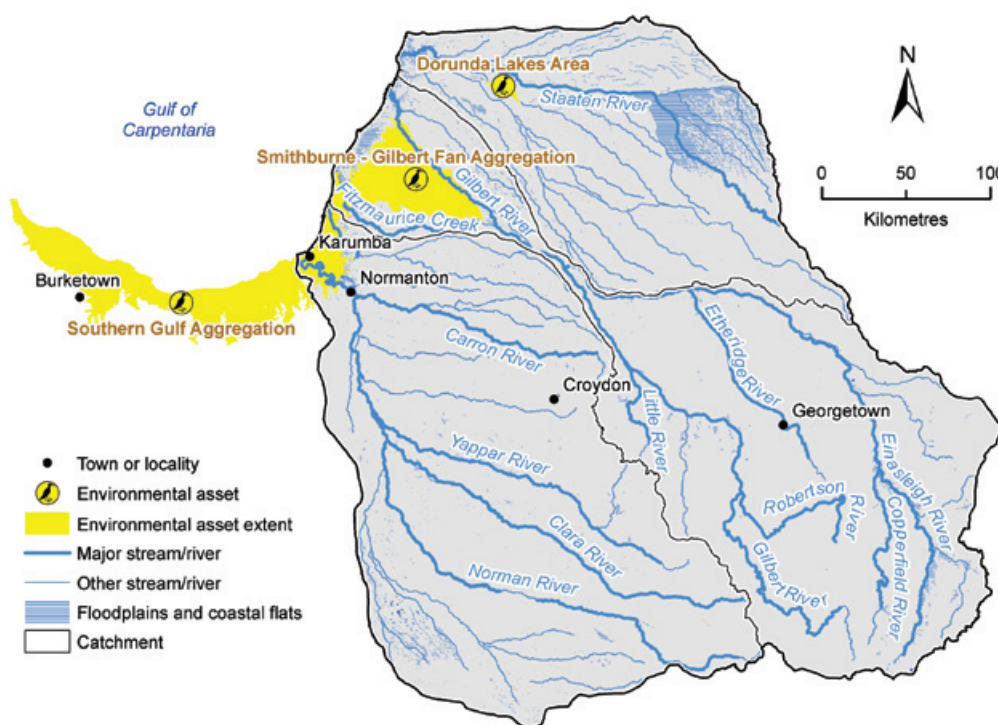 N
Dorunda Lakes Area
Staaten River
Gulf of
Carpentaria
0 50 100
Kilometres
Smithburne - Gilbert Fan Aggregation
Gilbert River
Fitzmaurice Creek
Karumba
Burketown
Normanton
Southern Gulf Aggregation
Carron River
Etheridge River
Croydon
Little River
Georgetown
Einasleigh River
Yappar River
Robertson
River
Copperfield River
Clara River
Gilbert River
Norman River
Town or locality
Environmental asset
Environmental asset extent
Major stream/river
Other stream/river
Floodplains and coastal flats
Catchment